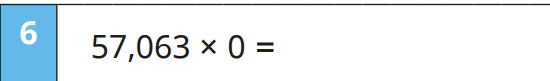 6
57,063 × 0 =